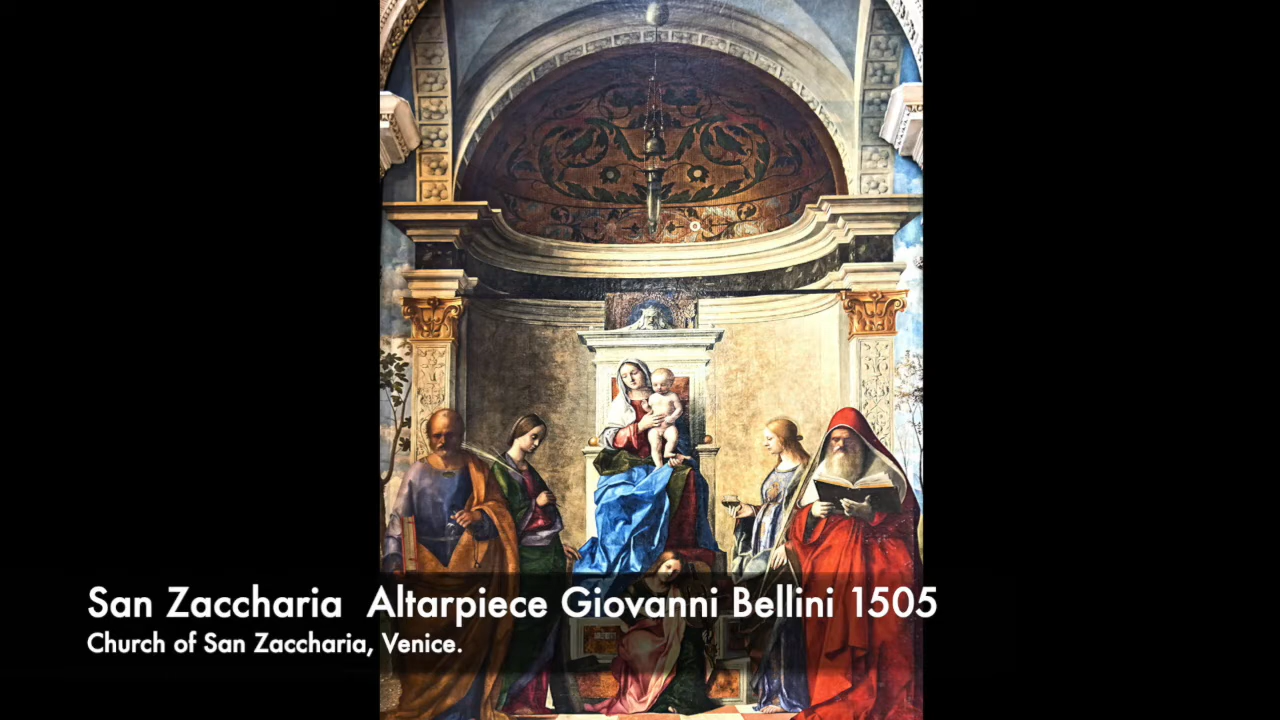 San Zaccharia  Altarpiece Giovanni Bellini 1505
Church of San Zaccharia, Venice.